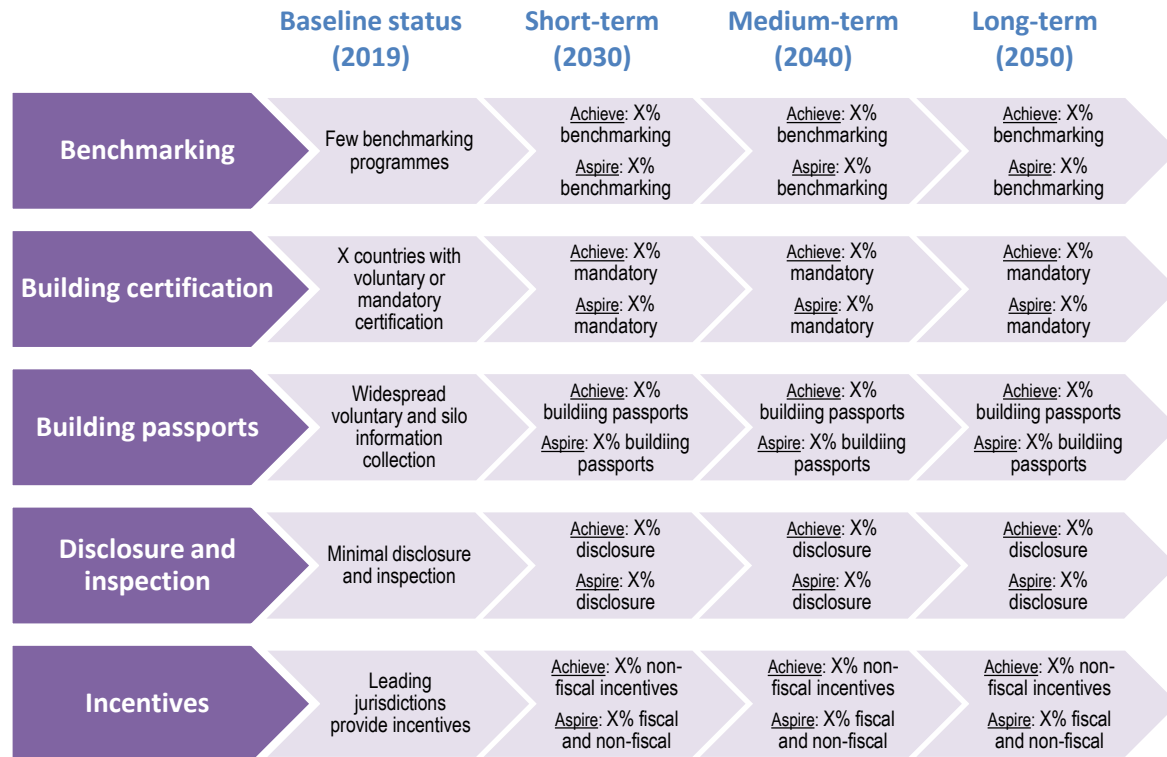 Baseline status
(2019)
Short-term
(2030)
Medium-term
(2040)
Long-term
(2050)
Benchmarking
Few benchmarking
programmes
Achieve: X%
benchmarking
Aspire: X%
benchmarking
Achieve: X%
benchmarking
Aspire: X%
benchmarking
Achieve: X%
benchmarking
Aspire: X%
benchmarking
Building certification
X countries with
voluntary or
mandatory
certification
Achieve: X%
mandatory
Aspire: X%
mandatory
Achieve: X%
mandatory
Aspire: X%
mandatory
Achieve: X%
mandatory
Aspire: X%
mandatory
Building passports
Widespread
voluntary and silo
information
collection
Achieve: X%
buildiing passports
Aspire: X% buildiing
passports
Achieve: X%
buildiing passports
Aspire: X% buildiing
passports
Achieve: X%
buildiing passports
Aspire: X% buildiing
passports
Disclosure and
inspection
Minimal disclosure
and inspection
Achieve: X%
disclosure
Aspire: X%
disclosure
Achieve: X%
disclosure
Aspire: X%
disclosure
Achieve: X%
disclosure
Aspire: X%
disclosure
Incentives
Leading
jurisdictions
provide incentives
Achieve: X% non-
fiscal incentives
Aspire: X% fiscal
and non-fiscal
Achieve: X% non-
fiscal incentives
Aspire: X% fiscal
and non-fiscal
Achieve: X% non-
fiscal incentives
Aspire: X% fiscal
and non-fiscal